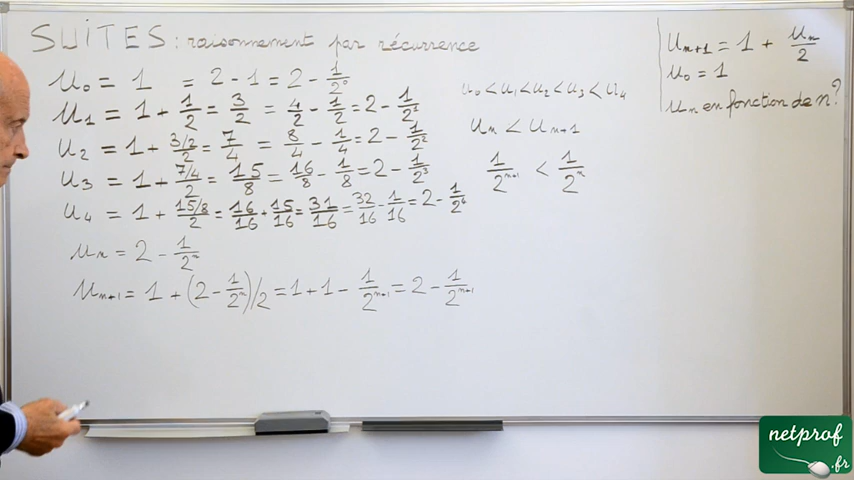 SUITES : raisonnement par récurrence
u₀ = 1 = 2 - 1 = 2 - 1/2⁰
u₁ = 1 + 1/2 = 3/2 = 4/2 - 1/2 = 2 - 1/2¹
u₂ = 1 + (3/2)/2 = 7/4 = 8/4 - 1/4 = 2 - 1/2²
u₃ = 1 + (7/4)/2 = 15/8 = 16/8 - 1/8 = 2 - 1/2³
u₄ = 1 + (15/8)/2 = 16/16 + 15/16 = 31/16 = 32/16 - 1/16 = 2 - 1/2⁴
uₙ = 2 - 1/2ⁿ
uₙ₊₁ = 1 + (2 - 1/2ⁿ)/2 = 1 + 1 - 1/2ⁿ⁺¹ = 2 - 1/2ⁿ⁺¹
u₀ < u₁ < u₂ < u₃ < u₄
uₙ < uₙ₊₁
1/2ⁿ⁺¹ < 1/2ⁿ
uₙ₊₁ = 1 + uₙ/2
u₀ = 1
uₙ en fonction de n ?
netprof
.fr